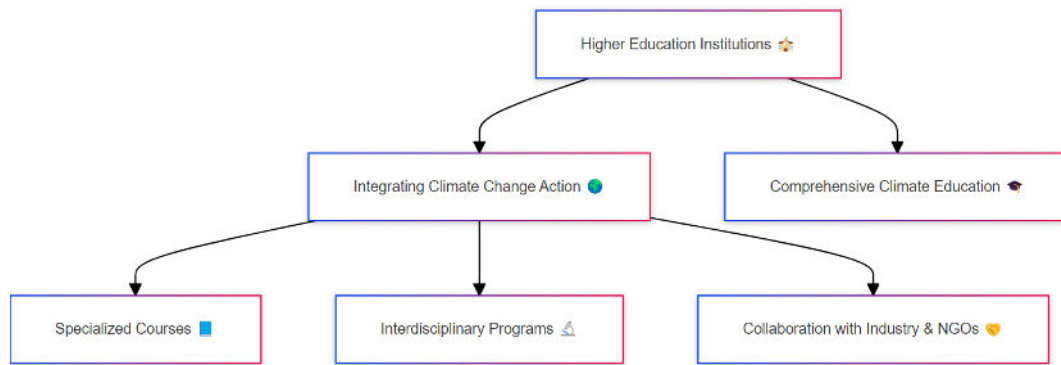 Higher Education Institutions
Integrating Climate Change Action
Comprehensive Climate Education
Specialized Courses
Interdisciplinary Programs
Collaboration with Industry & NGOs